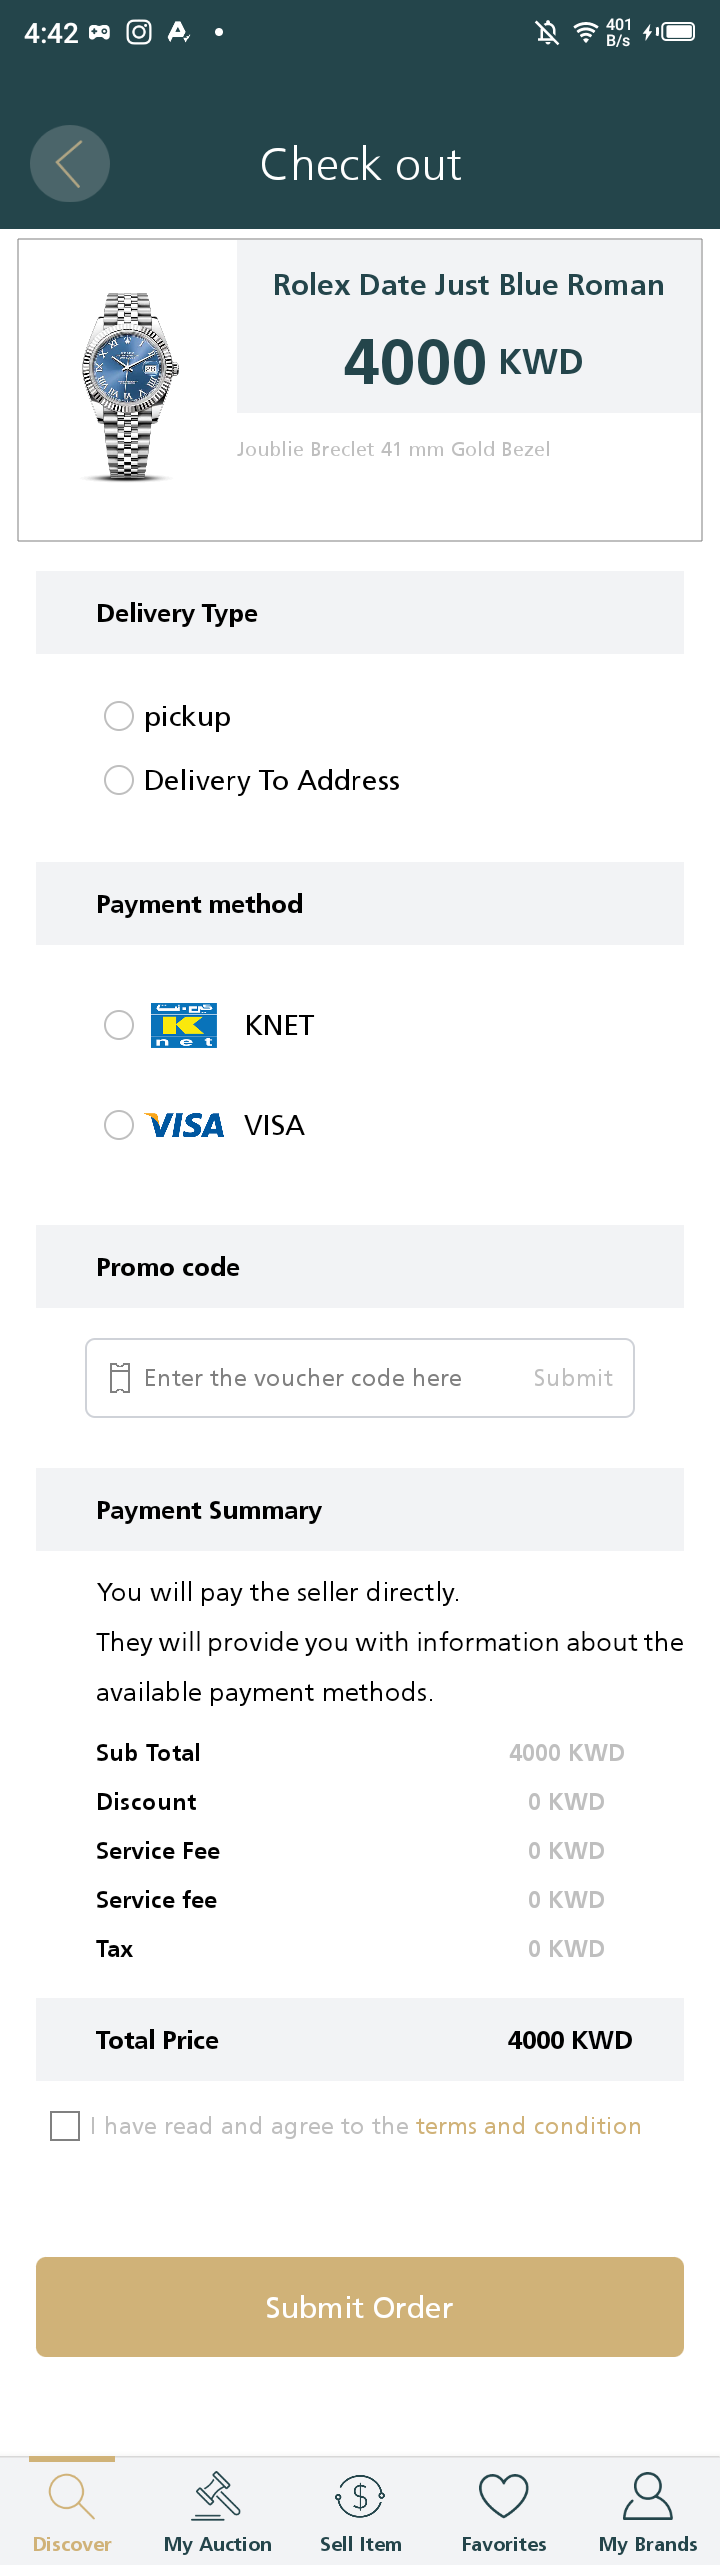 4:42
401
B/s
Check out
Rolex Date Just Blue Roman
4000 KWD
Joublie Breclet 41 mm Gold Bezel
Delivery Type
pickup
Delivery To Address
Payment method
كي-نت
K
net
KNET
VISA
VISA
Promo code
Enter the voucher code here
Submit
Payment Summary
You will pay the seller directly.
They will provide you with information about the
available payment methods.
Sub Total 4000 KWD
Discount 0 KWD
Service Fee 0 KWD
Service fee 0 KWD
Tax 0 KWD
Total Price 4000 KWD
I have read and agree to the terms and condition
Submit Order
Discover
My Auction
Sell Item
Favorites
My Brands